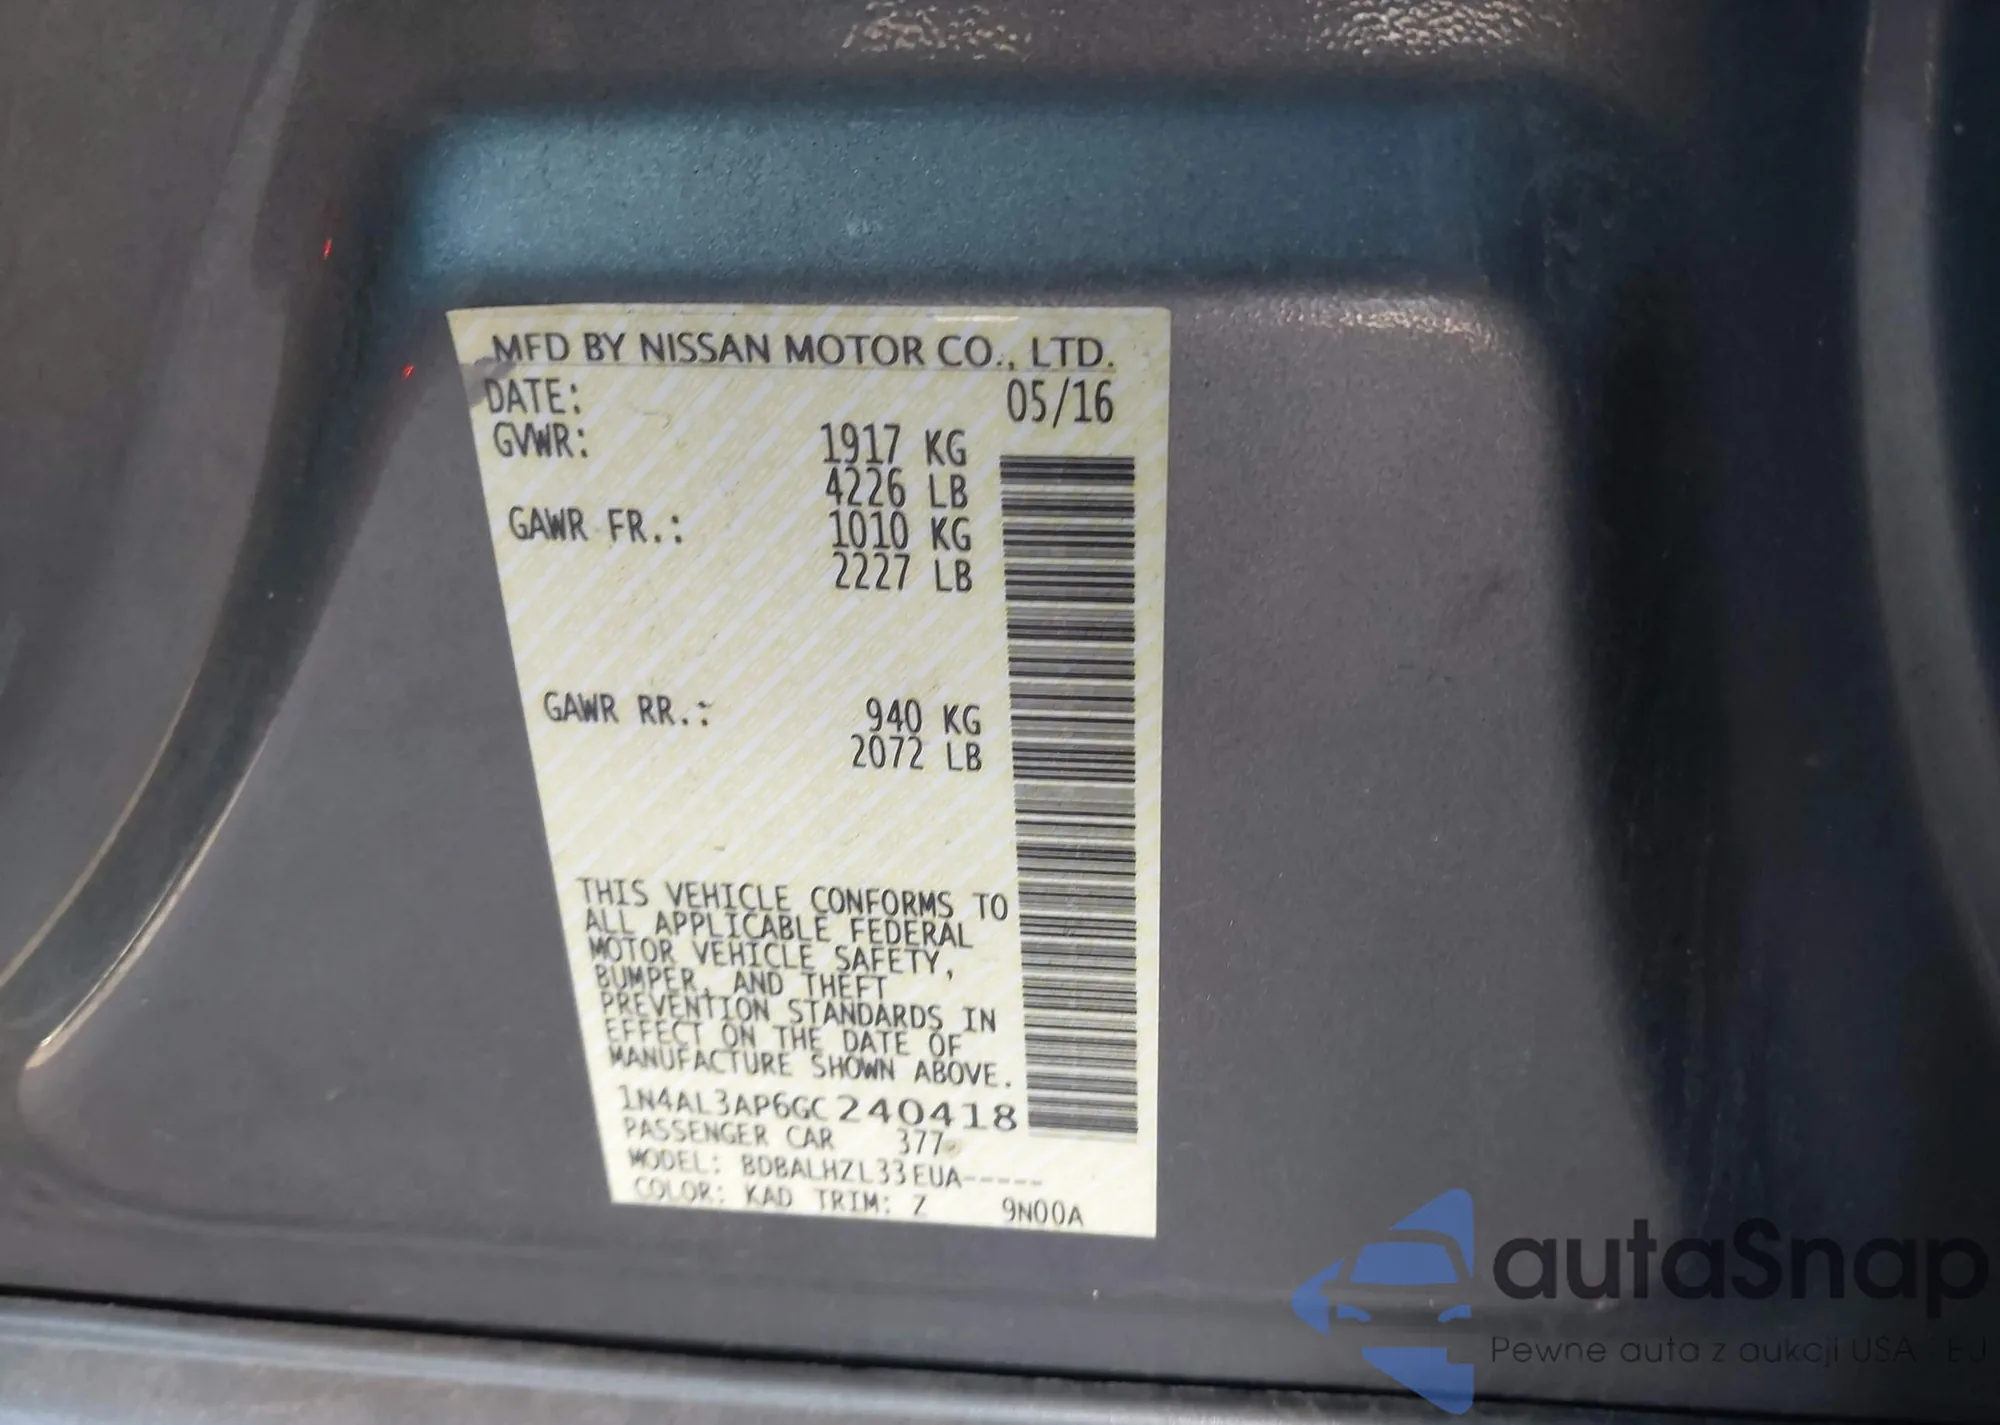 MFD BY NISSAN MOTOR CO., LTD.
DATE: 05/16
GVWR: 1917 KG
4226 LB
GAWR FR.: 1010 KG
2227 LB
GAWR RR.: 940 KG
2072 LB
THIS VEHICLE CONFORMS TO
ALL APPLICABLE FEDERAL
MOTOR VEHICLE SAFETY,
BUMPER, AND THEFT
PREVENTION STANDARDS IN
EFFECT ON THE DATE OF
MANUFACTURE SHOWN ABOVE.
1N4AL3AP6GC240418
PASSENGER CAR 377
MODEL: BDBALHZL33EUA-----
COLOR: KAD TRIM: Z 9N00A
autaSnap
Pewne auta z aukcji USA i EU